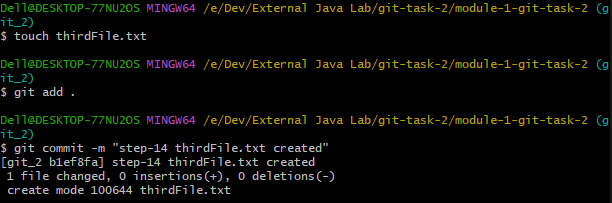 Dell@DESKTOP-77NU2OS MINGW64 /e/Dev/External Java Lab/git-task-2/module-1-git-task-2 (g
it_2)
$ touch thirdFile.txt
Dell@DESKTOP-77NU2OS MINGW64 /e/Dev/External Java Lab/git-task-2/module-1-git-task-2 (g
it_2)
$ git add .
Dell@DESKTOP-77NU2OS MINGW64 /e/Dev/External Java Lab/git-task-2/module-1-git-task-2 (g
it_2)
$ git commit -m "step-14 thirdFile.txt created"
[git_2 b1ef8fa] step-14 thirdFile.txt created
 1 file changed, 0 insertions(+), 0 deletions(-)
 create mode 100644 thirdFile.txt